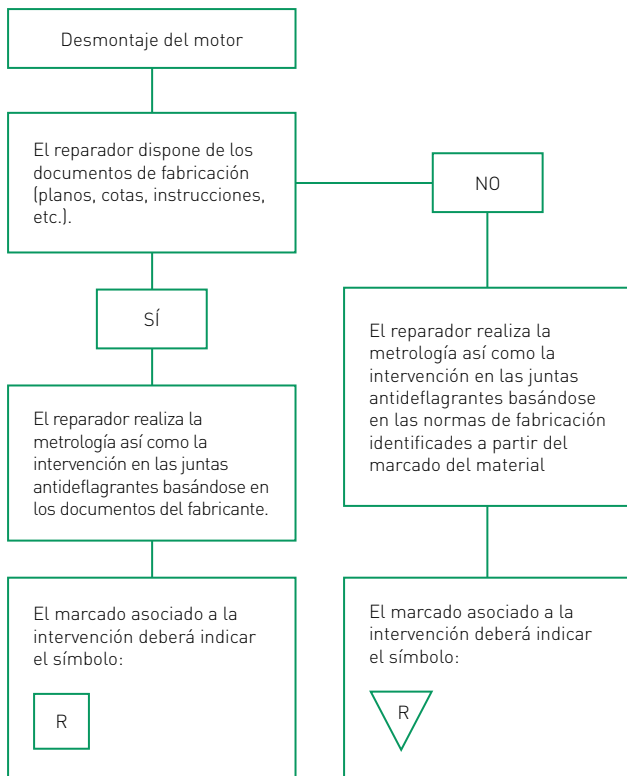 Desmontaje del motor
El reparador dispone de los
documentos de fabricación
(planos, cotas, instrucciones,
etc.).
NO
SÍ
El reparador realiza la
metrología así como la
intervención en las juntas
antideflagrantes basándose en
los documentos del fabricante.
El reparador realiza la
metrología así como la
intervención en las juntas
antideflagrantes basándose
en las normas de fabricación
identificades a partir del
marcado del material
El marcado asociado a la
intervención deberá indicar
el símbolo:
R
El marcado asociado a la
intervención deberá indicar
el símbolo:
R